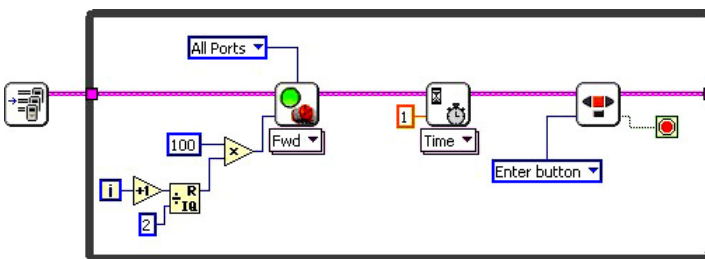 All Ports
100
×
Fwd
1
Time
Enter button
i
+1
÷ R
IQ
2